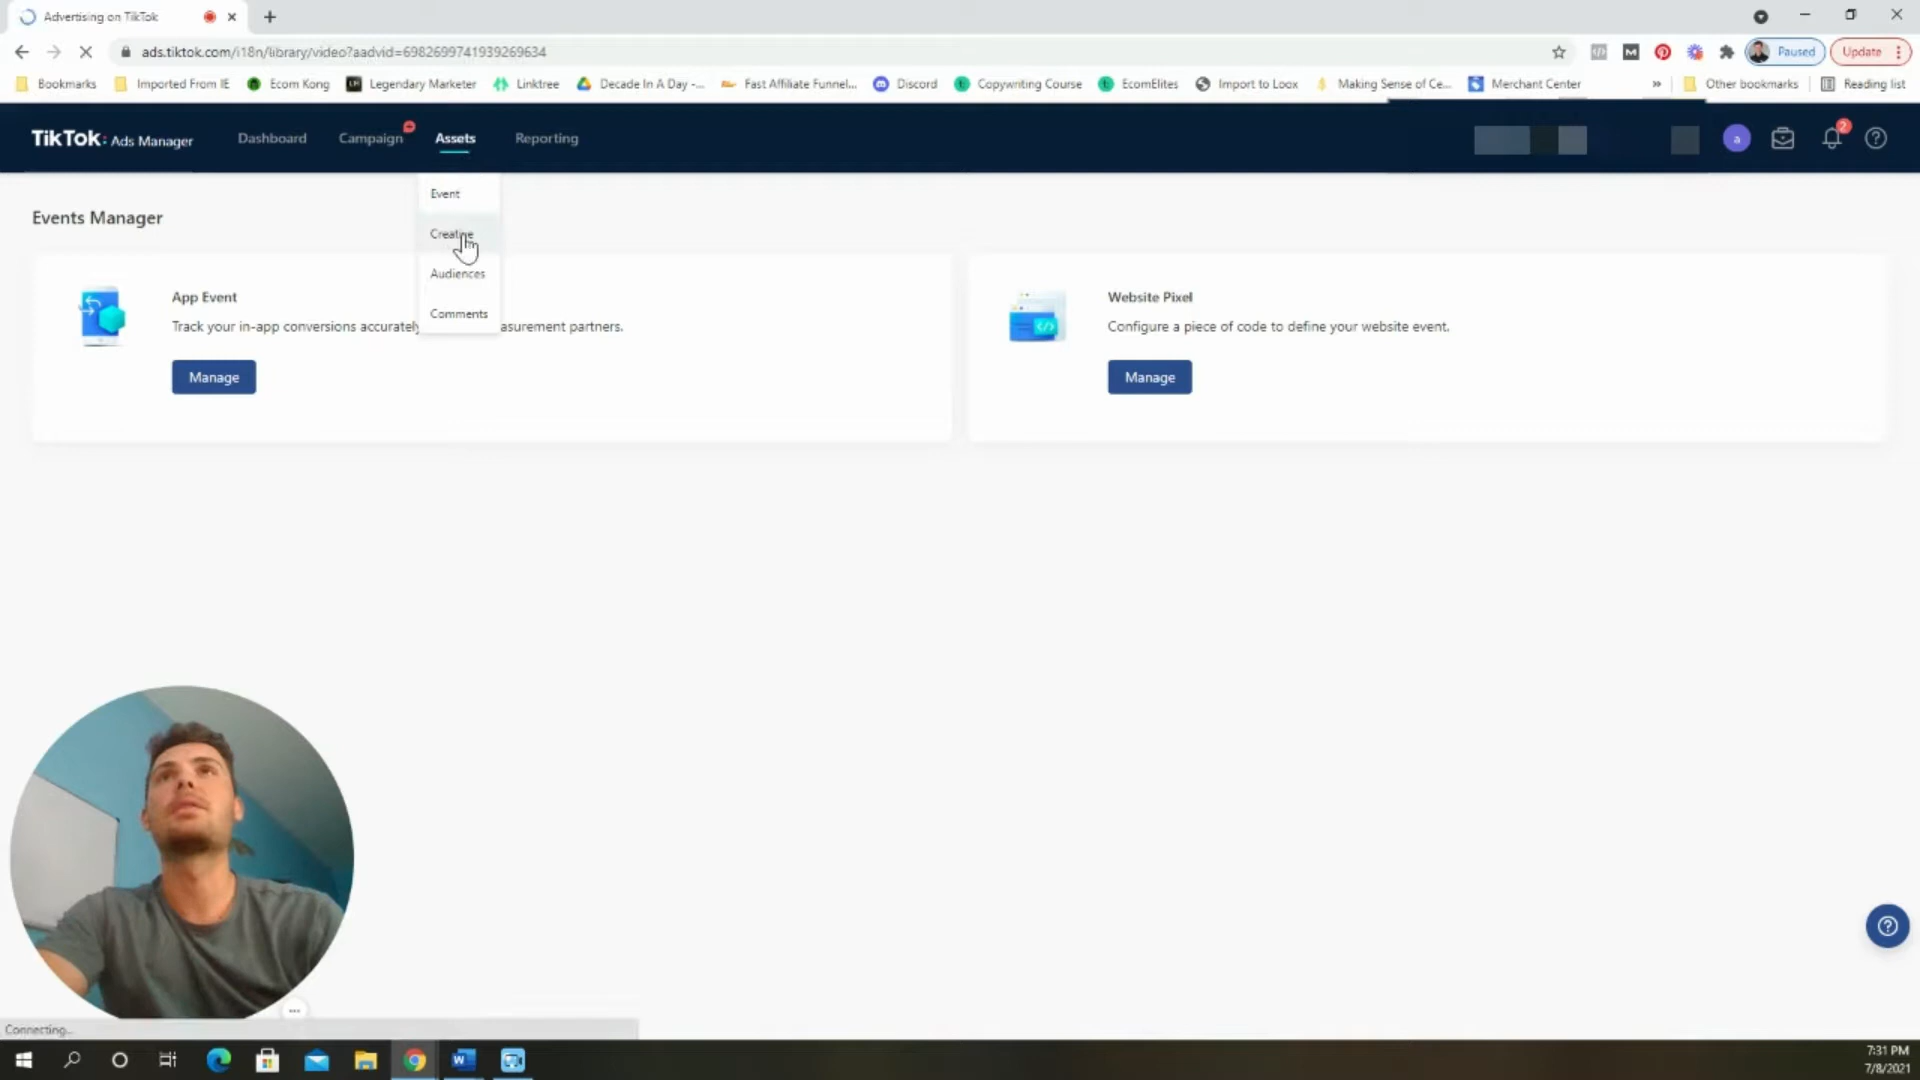 Advertising on TikTok
ads.tiktok.com/i18n/library/video?aadvid=6982699741939269634
Paused
Update
Bookmarks
Imported From IE
Ecom Kong
Legendary Marketer
Linktree
Decade In A Day -...
Fast Affiliate Funnel...
Discord
Copywriting Course
EcomElites
Import to Loox
Making Sense of Ce...
Merchant Center
»
Other bookmarks
Reading list
TikTok: Ads Manager
Dashboard
Campaign
Assets
Reporting
a
2
Event
Creative
Audiences
Comments
Events Manager
App Event
Track your in-app conversions accurately
asurement partners.
Manage
Website Pixel
Configure a piece of code to define your website event.
Manage
Connecting...
7:31 PM
7/8/2021